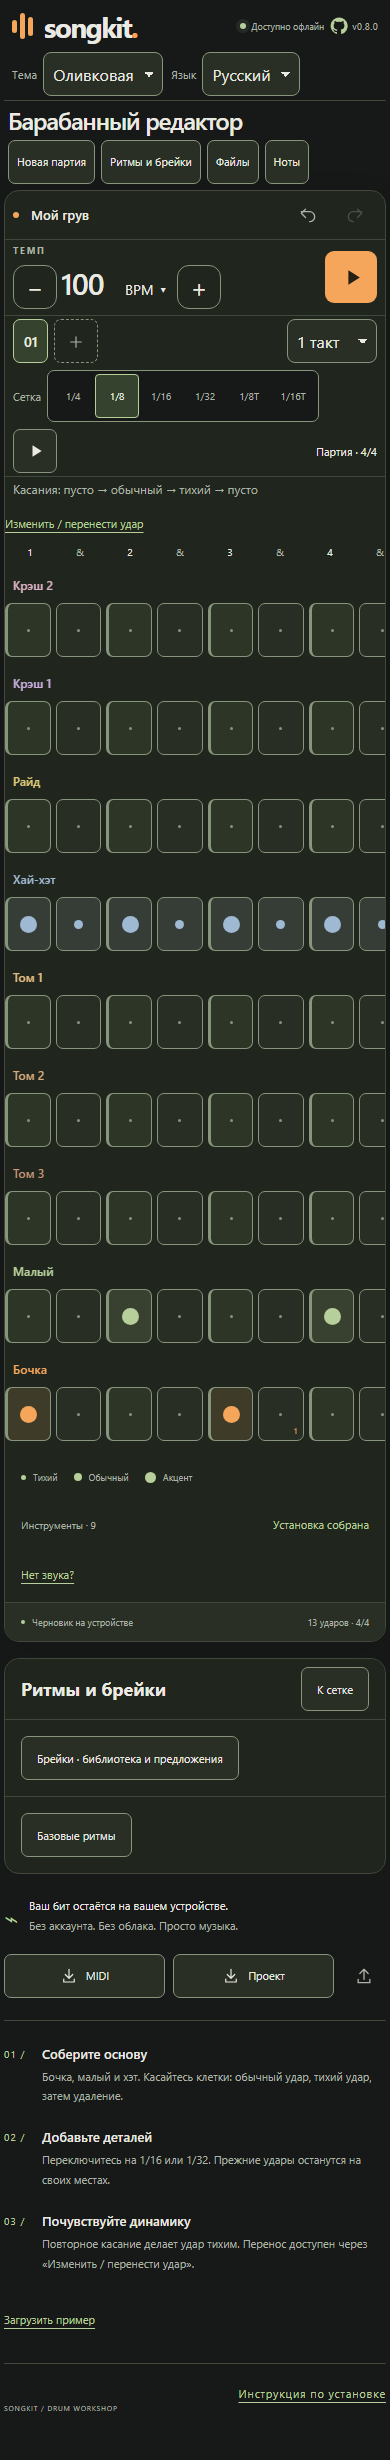 songkit.
Доступно офлайн v0.8.0
Тема Оливковая Язык Русский
Барабанный редактор
Новая партия Ритмы и брейки Файлы Ноты
Мой грув
ТЕМП
− 100 BPM ▾ +
01 + 1 такт
Сетка 1/4 1/8 1/16 1/32 1/8T 1/16T
Партия · 4/4
Касания: пусто → обычный → тихий → пусто
Изменить / перенести удар
1 & 2 & 3 & 4 &
Крэш 2
Крэш 1
Райд
Хай-хэт
Том 1
Том 2
Том 3
Малый
Бочка
1
Тихий Обычный Акцент
Инструменты · 9 Установка собрана
Нет звука?
Черновик на устройстве 13 ударов · 4/4
Ритмы и брейки К сетке
Брейки · библиотека и предложения
Базовые ритмы
Ваш бит остаётся на вашем устройстве.
Без аккаунта. Без облака. Просто музыка.
MIDI Проект
01 / Соберите основу
Бочка, малый и хэт. Касайтесь клетки: обычный удар, тихий удар,
затем удаление.
02 / Добавьте деталей
Переключитесь на 1/16 или 1/32. Прежние удары останутся на
своих местах.
03 / Почувствуйте динамику
Повторное касание делает удар тихим. Перенос доступен через
«Изменить / перенести удар».
Загрузить пример
Инструкция по установке
SONGKIT / DRUM WORKSHOP